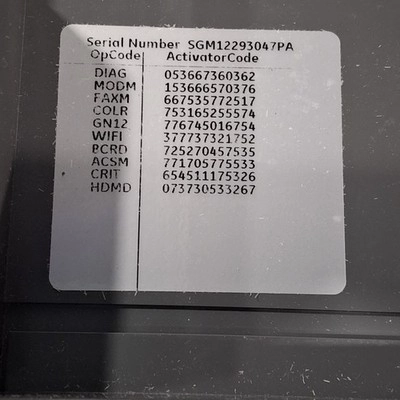 Serial Number SGM12293047PA
OpCode ActivatorCode
DIAG 053667360362
MODM 153666570376
FAXM 667535772517
COLR 753165255574
GN12 776745016754
WIFI 377737321752
BCRD 725270457535
ACSM 771705775533
CRIT 654511175326
HDMD 073730533267